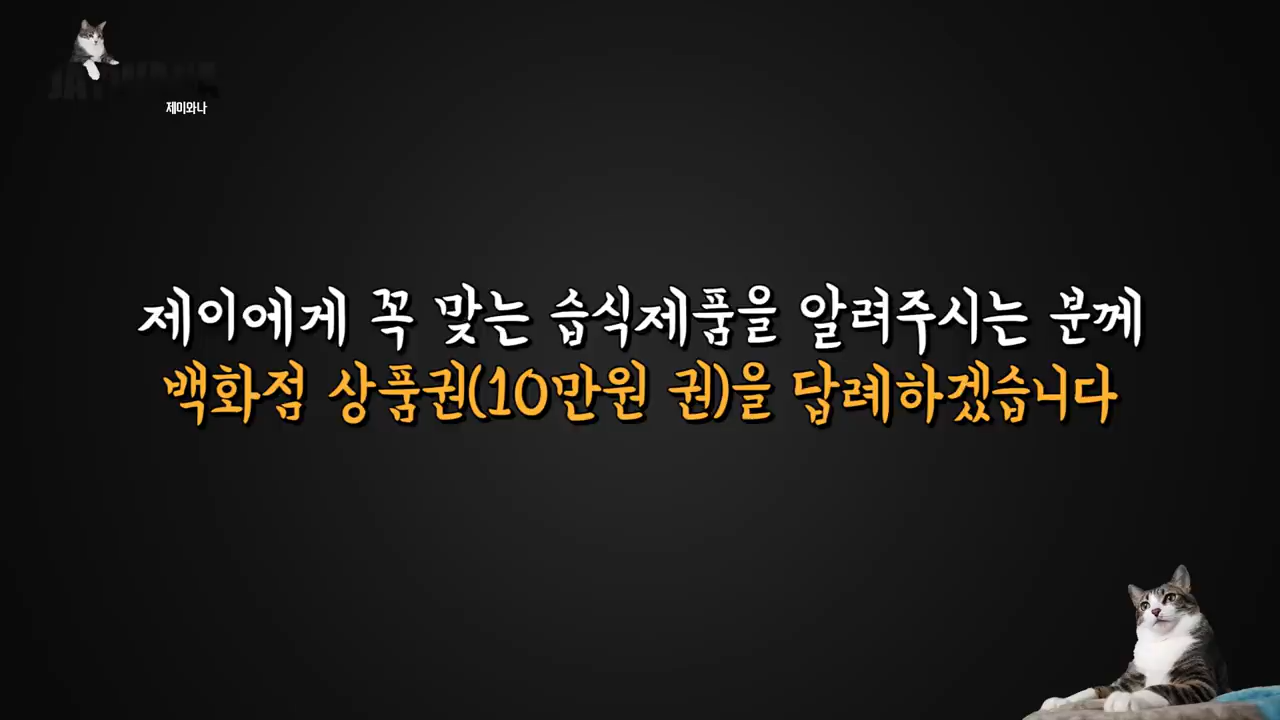 제이와나
제이에게 꼭 맞는 습식제품을 알려주시는 분께
백화점 상품권(10만원 권)을 답례하겠습니다